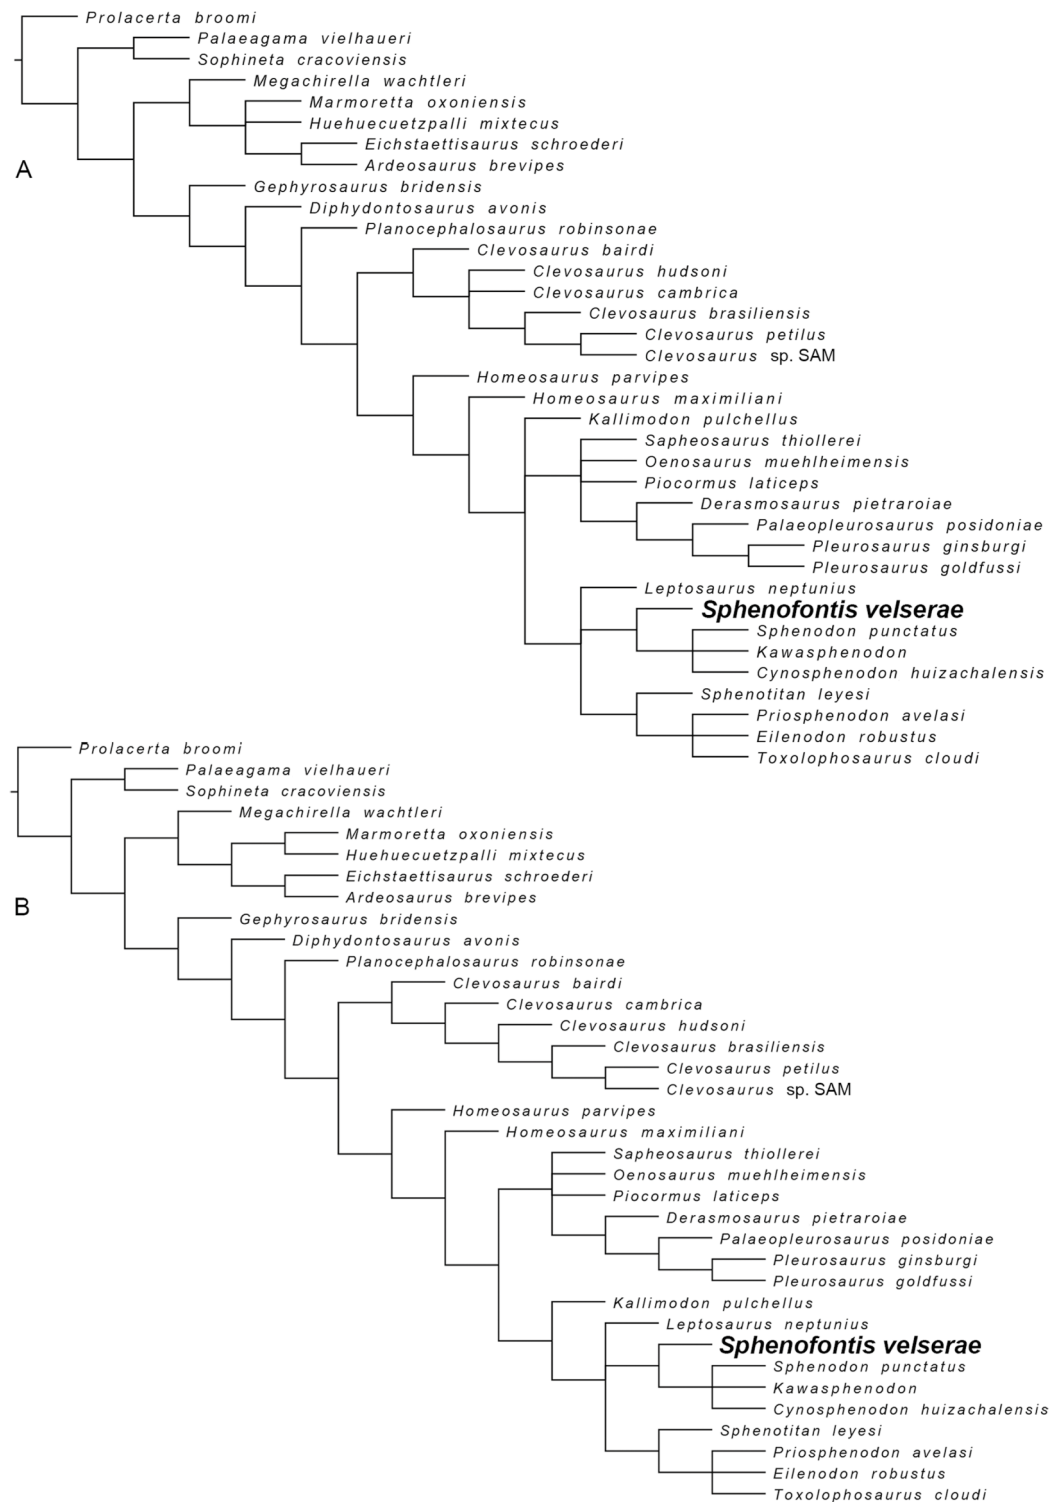 Prolacerta broomi
Palaeagama vielhaueri
Sophineta cracoviensis
Megachirella wachtleri
Marmoretta oxoniensis
Huehuecuetzpalli mixtecus
Eichstaettisaurus schroederi
Ardeosaurus brevipes
A
Gephyrosaurus bridensis
Diphydontosaurus avonis
Planocephalosaurus robinsonae
Clevosaurus bairdi
Clevosaurus hudsoni
Clevosaurus cambrica
Clevosaurus brasiliensis
Clevosaurus petilus
Clevosaurus sp. SAM
Homeosaurus parvipes
Homeosaurus maximiliani
Kallimodon pulchellus
Sapheosaurus thiollerei
Oenosaurus muehlheimensis
Piocormus laticeps
Derasmosaurus pietraroiae
Palaeopleurosaurus posidoniae
Pleurosaurus ginsburgi
Pleurosaurus goldfussi
Leptosaurus neptunius
Sphenofontis velserae
Sphenodon punctatus
Kawasphenodon
Cynosphenodon huizachalensis
Sphenotitan leyesi
Priosphenodon avelasi
Eilenodon robustus
Toxolophosaurus cloudi
Prolacerta broomi
Palaeagama vielhaueri
Sophineta cracoviensis
Megachirella wachtleri
Marmoretta oxoniensis
Huehuecuetzpalli mixtecus
Eichstaettisaurus schroederi
Ardeosaurus brevipes
B
Gephyrosaurus bridensis
Diphydontosaurus avonis
Planocephalosaurus robinsonae
Clevosaurus bairdi
Clevosaurus cambrica
Clevosaurus hudsoni
Clevosaurus brasiliensis
Clevosaurus petilus
Clevosaurus sp. SAM
Homeosaurus parvipes
Homeosaurus maximiliani
Sapheosaurus thiollerei
Oenosaurus muehlheimensis
Piocormus laticeps
Derasmosaurus pietraroiae
Palaeopleurosaurus posidoniae
Pleurosaurus ginsburgi
Pleurosaurus goldfussi
Kallimodon pulchellus
Leptosaurus neptunius
Sphenofontis velserae
Sphenodon punctatus
Kawasphenodon
Cynosphenodon huizachalensis
Sphenotitan leyesi
Priosphenodon avelasi
Eilenodon robustus
Toxolophosaurus cloudi